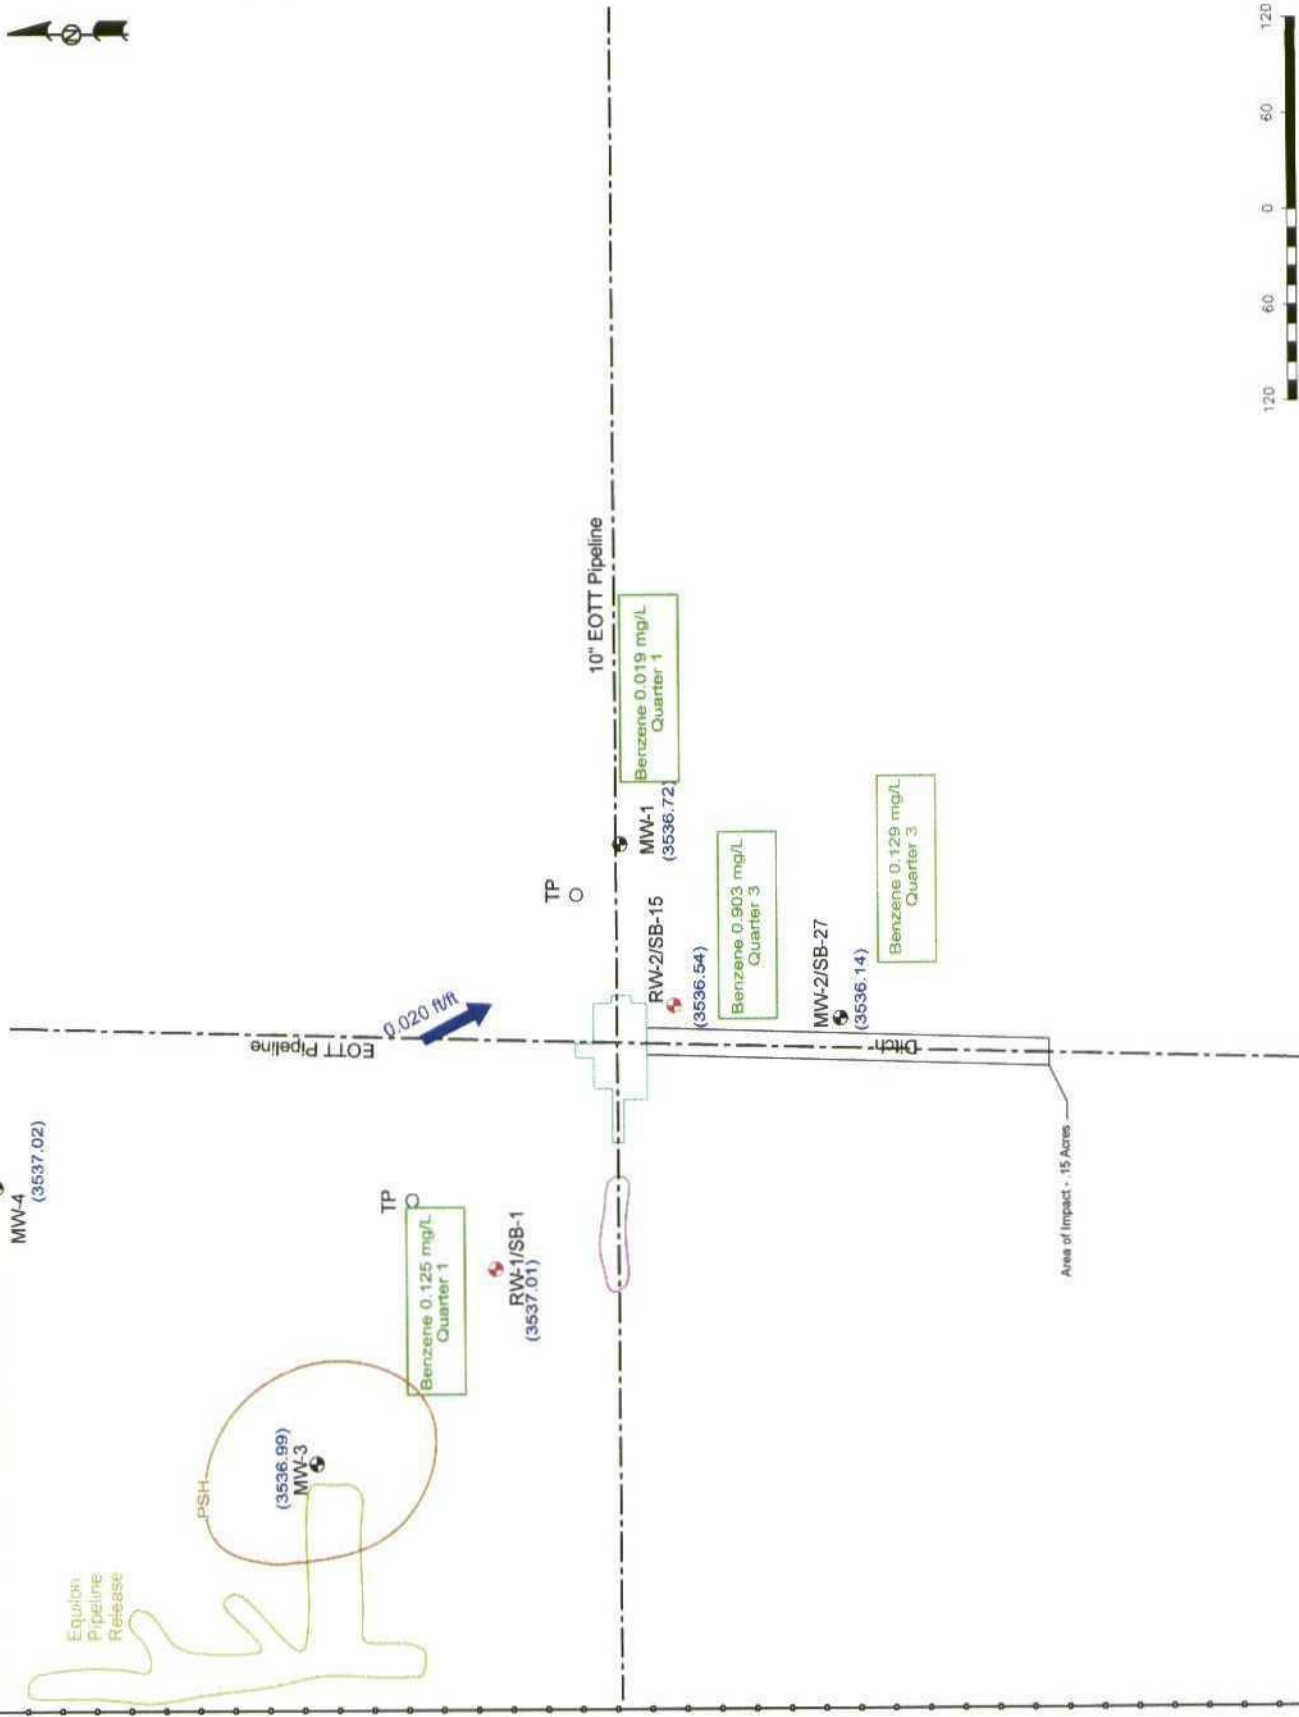 N
MW-4
(3537.02)
Equilon
Pipeline
Release
PSH
(3536.99)
MW-3
TP
Benzene 0.125 mg/L
Quarter 1
RW-1/SB-1
(3537.01)
EOTT Pipeline
0.020 ft/ft
TP
10" EOTT Pipeline
Benzene 0.019 mg/L
Quarter 1
MW-1
(3536.72)
RW-2/SB-15
(3536.54)
Benzene 0.903 mg/L
Quarter 3
MW-2/SB-27
(3536.14)
Benzene 0.129 mg/L
Quarter 3
Ditch
Area of Impact - .15 Acres
120 60 0 60 120